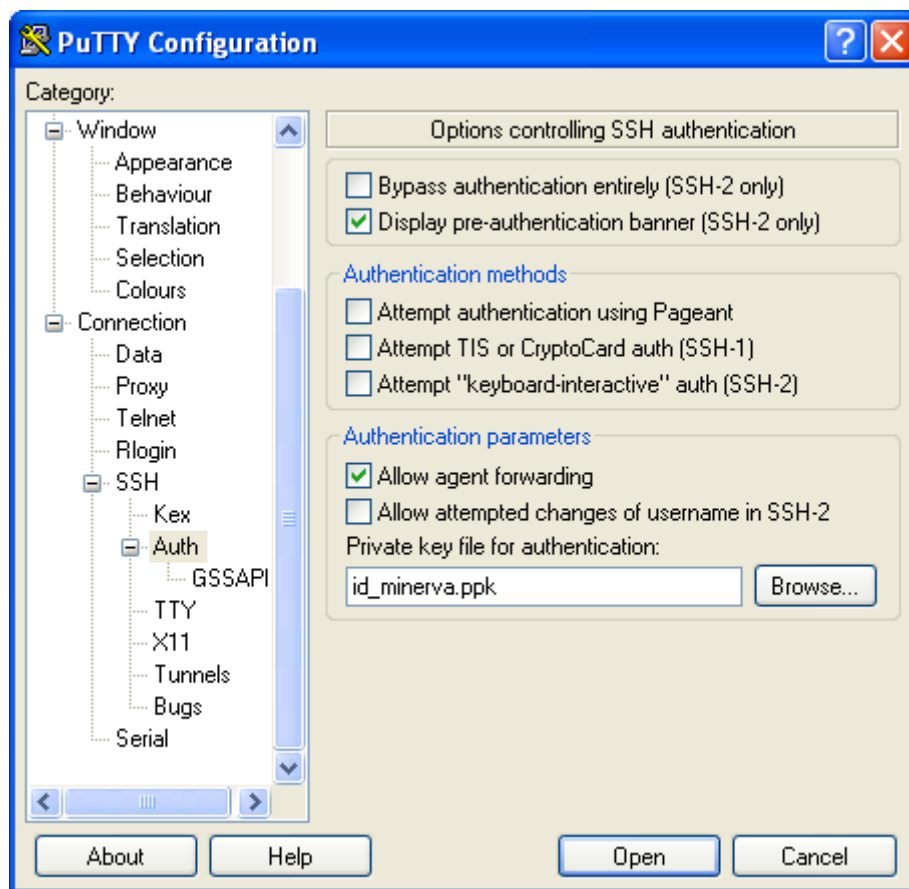 PuTTY Configuration
Category:
Window
Appearance
Behaviour
Translation
Selection
Colours
Connection
Data
Proxy
Telnet
Rlogin
SSH
Kex
Auth
GSSAPI
TTY
X11
Tunnels
Bugs
Serial
Options controlling SSH authentication
Bypass authentication entirely (SSH-2 only)
Display pre-authentication banner (SSH-2 only)
Authentication methods
Attempt authentication using Pageant
Attempt TIS or CryptoCard auth (SSH-1)
Attempt "keyboard-interactive" auth (SSH-2)
Authentication parameters
Allow agent forwarding
Allow attempted changes of username in SSH-2
Private key file for authentication:
id_minerva.ppk
Browse...
About
Help
Open
Cancel